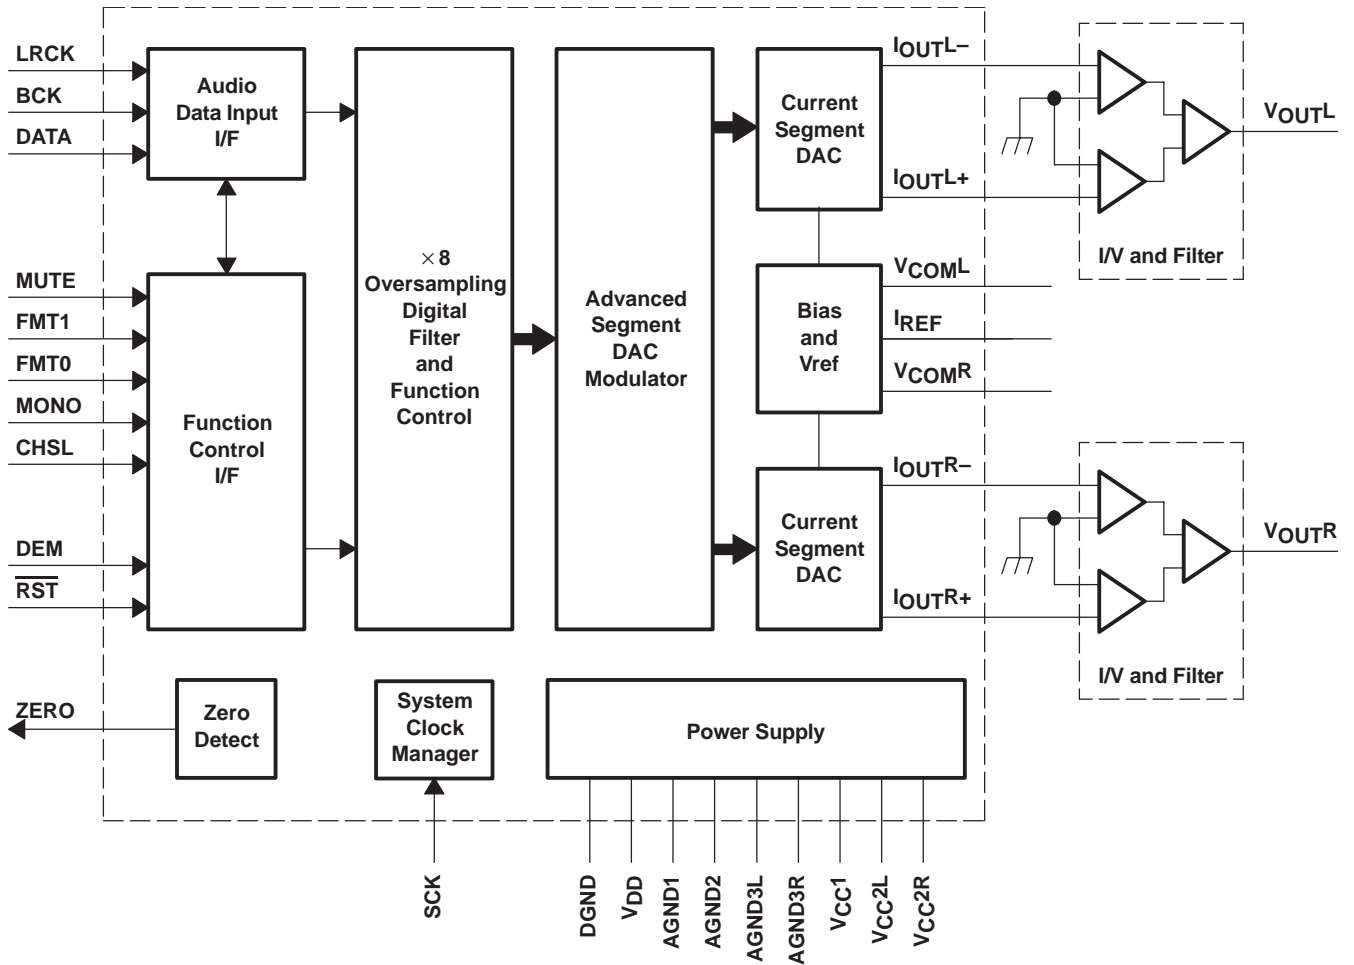 LRCK
BCK
DATA
Audio
Data Input
I/F
MUTE
FMT1
FMT0
MONO
CHSL
DEM
RST
Function
Control
I/F
×8
Oversampling
Digital
Filter
and
Function
Control
Advanced
Segment
DAC
Modulator
Current
Segment
DAC
IOUTL–
IOUTL+
Bias
and
Vref
VCOML
IREF
VCOMR
Current
Segment
DAC
IOUTR–
IOUTR+
VOUTL
I/V and Filter
VOUTR
I/V and Filter
ZERO
Zero
Detect
System
Clock
Manager
SCK
Power Supply
DGND
VDD
AGND1
AGND2
AGND3L
AGND3R
VCC1
VCC2L
VCC2R